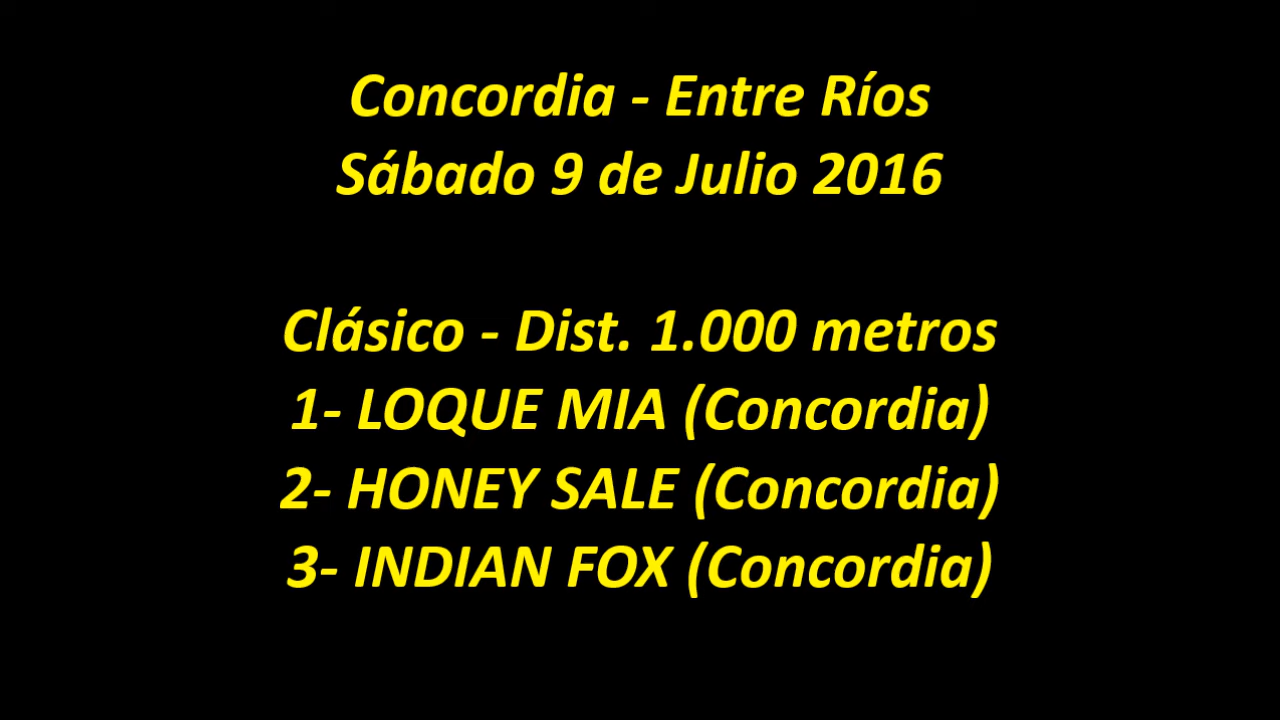 Concordia - Entre Ríos
Sábado 9 de Julio 2016
Clásico - Dist. 1.000 metros
1- LOQUE MIA (Concordia)
2- HONEY SALE (Concordia)
3- INDIAN FOX (Concordia)